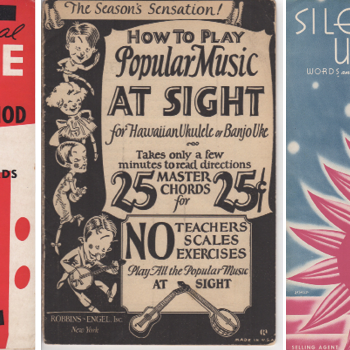 al
E
OD
DS
The Season's Sensation!
HOW TO PLAY
Popular Music
AT SIGHT
for Hawaiian Ukulele or Banjo Uke
Takes only a few
minutes to read directions
25 MASTER CHORDS for 25¢
NO TEACHERS
SCALES
EXERCISES
Play All the Popular Music
AT SIGHT
ROBBINS-ENGEL, Inc.
New York
MADE IN U.S.A.
SILE
U
WORDS
SELLING AGENT